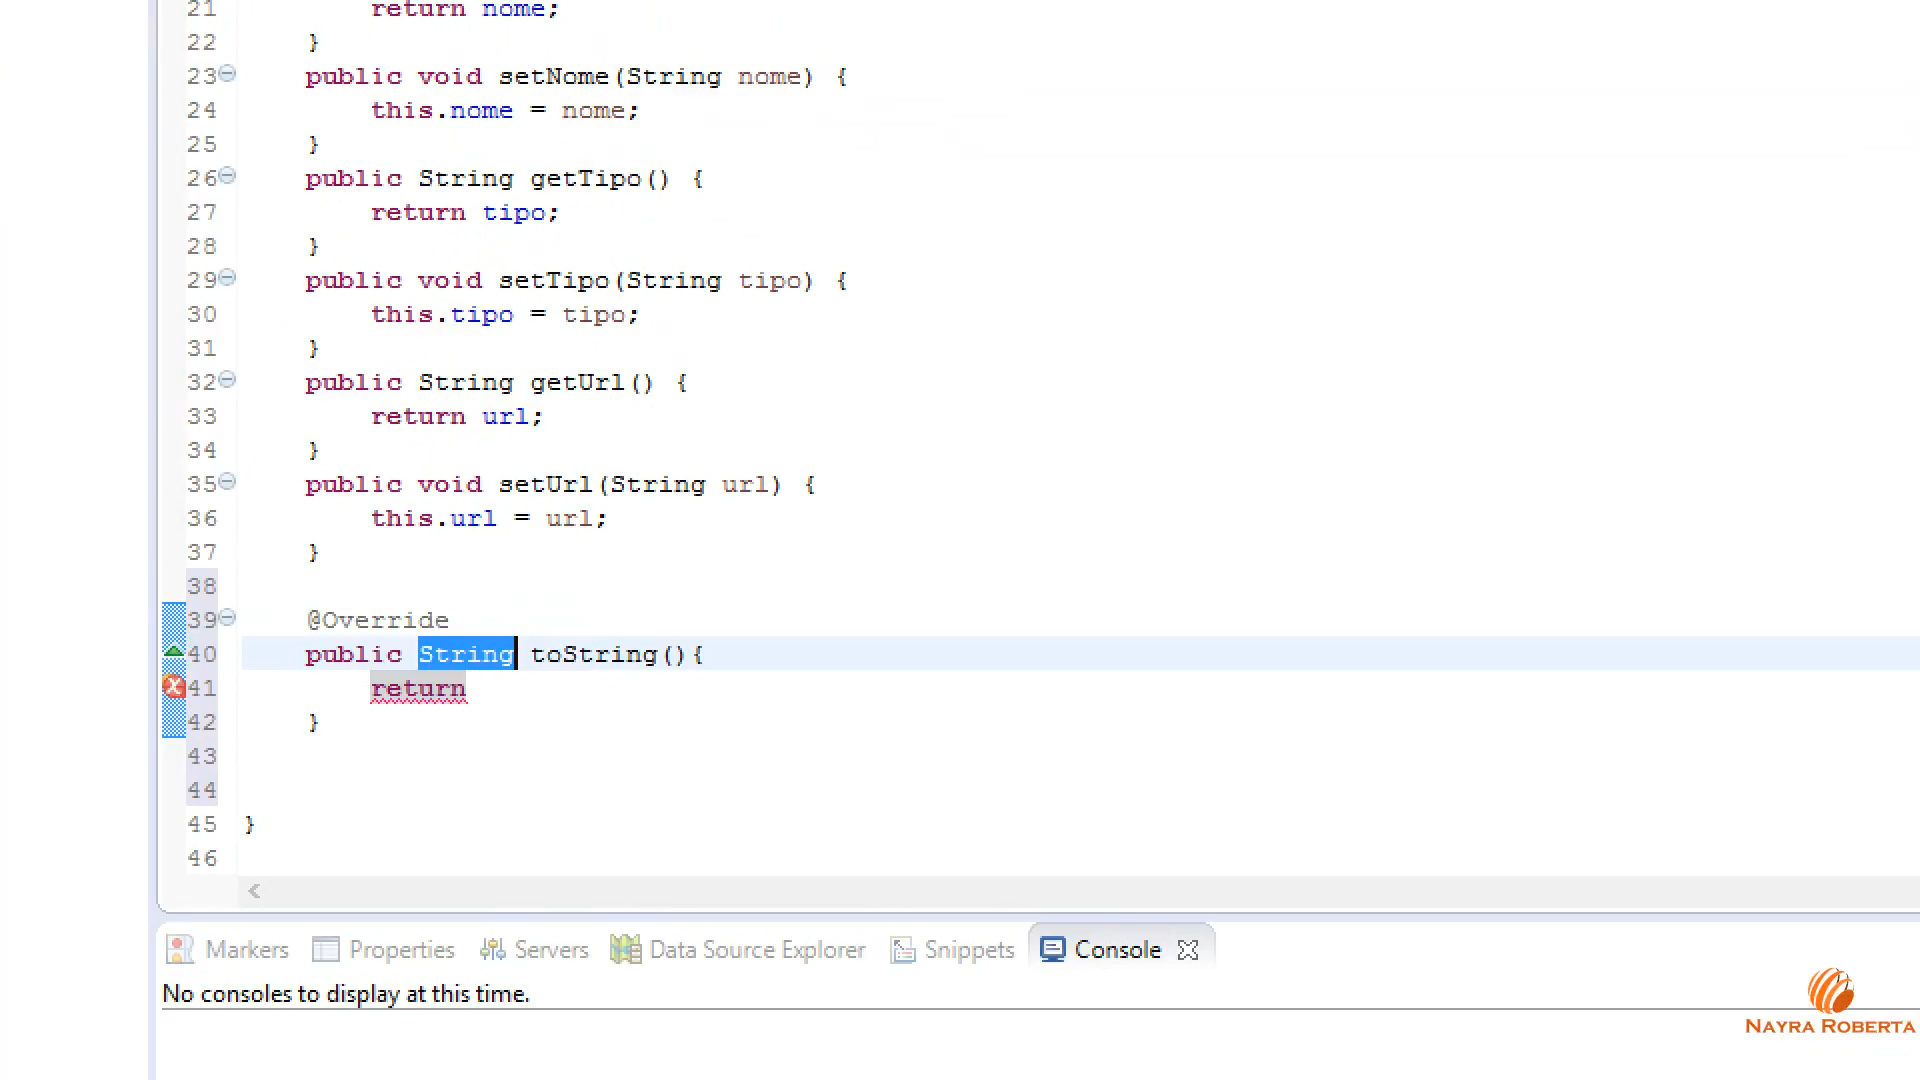 21 return nome;
22 }
23 public void setNome(String nome) {
24 this.nome = nome;
25 }
26 public String getTipo() {
27 return tipo;
28 }
29 public void setTipo(String tipo) {
30 this.tipo = tipo;
31 }
32 public String getUrl() {
33 return url;
34 }
35 public void setUrl(String url) {
36 this.url = url;
37 }
38
39 @Override
40 public String toString(){
41 return
42 }
43
44
45 }
46
Markers Properties Servers Data Source Explorer Snippets Console
No consoles to display at this time.
NAYRA ROBERTA